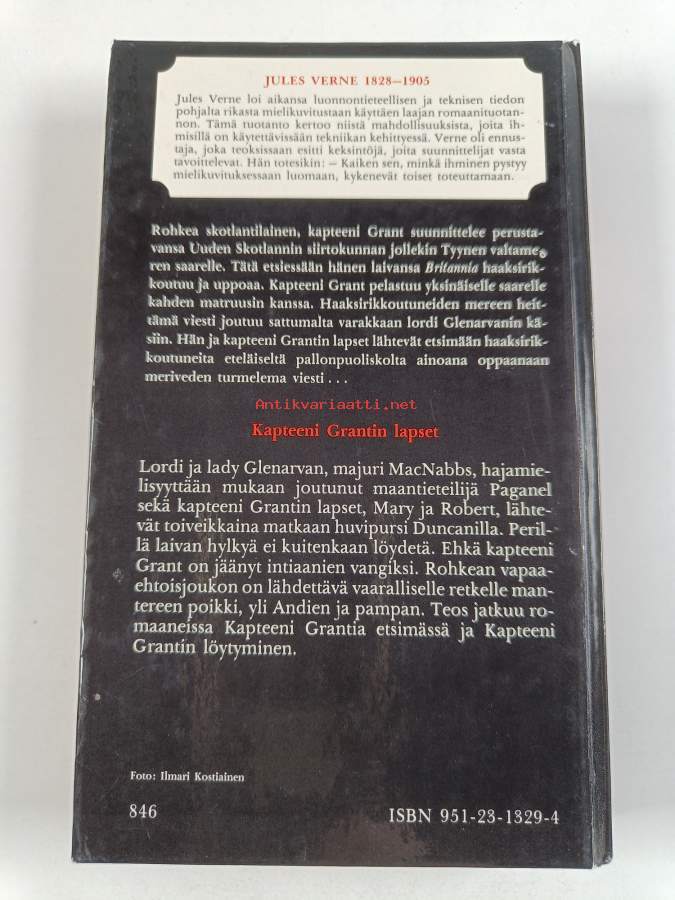 JULES VERNE 1828—1905
Jules Verne loi aikansa luonnontieteellisen ja teknisen tiedon
pohjalta rikasta mielikuvitustaan käyttäen laajan romaanituotan-
non. Tämä tuotanto kertoo niistä mahdollisuuksista, joita ih-
misillä on käytettävissään tekniikan kehittyessä. Verne oli ennus-
taja, joka teoksissaan esitti keksintöjä, joita suunnittelijat vasta
tavoittelevat. Hän totesikin: — Kaiken sen, minkä ihminen pystyy
mielikuvituksessaan luomaan, kykenevät toiset toteuttamaan.
Rohkea skotlantilainen, kapteeni Grant suunnittelee perusta-
vansa Uuden Skotlannin siirtokunnan jollekin Tyynen valtame-
ren saarelle. Tätä etsiessään hänen laivansa Britannia haaksirik-
koutuu ja uppoaa. Kapteeni Grant pelastuu yksinäiselle saarelle
kahden matruusin kanssa. Haaksirikkoutuneiden mereen heit-
tämä viesti joutuu sattumalta varakkaan lordi Glenarvanin kä-
siin. Hän ja kapteeni Grantin lapset lähtevät etsimään haaksirik-
koutuneita eteläiseltä pallonpuoliskolta ainoana oppaanaan
meriveden turmelema viesti . . .
Antikvariaatti.net
Kapteeni Grantin lapset
Lordi ja lady Glenarvan, majuri MacNabbs, hajamie-
lisyyttään mukaan joutunut maantieteilijä Paganel
sekä kapteeni Grantin lapset, Mary ja Robert, lähte-
vät toiveikkaina matkaan huvipursi Duncanilla. Peril-
lä laivan hylkyä ei kuitenkaan löydetä. Ehkä kapteeni
Grant on jäänyt intiaanien vangiksi. Rohkean vapaa-
ehtoisjoukon on lähdettävä vaaralliselle retkelle man-
tereen poikki, yli Andien ja pampan. Teos jatkuu ro-
maaneissa Kapteeni Grantia etsimässä ja Kapteeni
Grantin löytyminen.
Foto: Ilmari Kostiainen
846
ISBN 951-23-1329-4